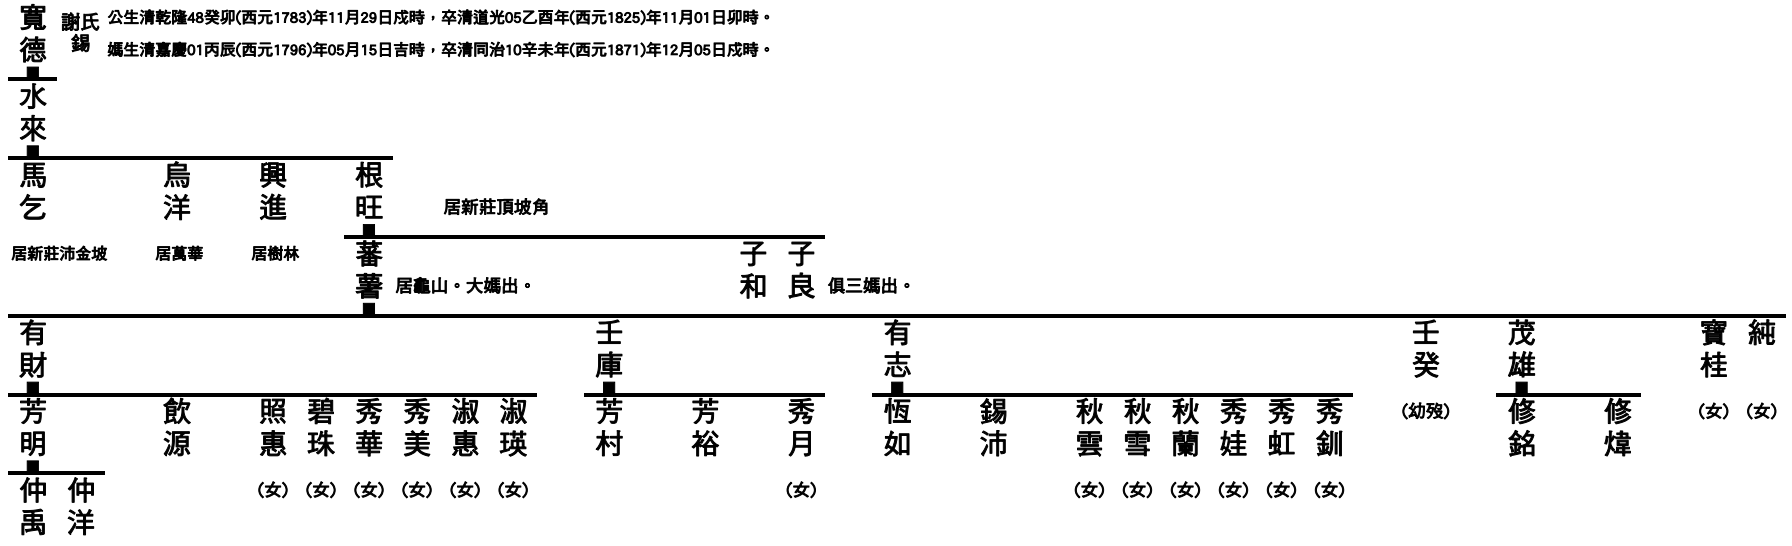 寬德
謝氏錫
公生清乾隆48癸卯(西元1783)年11月29日戍時，卒清道光05乙酉年(西元1825)年11月01日卯時。
媽生清嘉慶01丙辰(西元1796)年05月15日吉時，卒清同治10辛未年(西元1871)年12月05日戍時。
水來
馬乞
烏洋
興進
根旺
居新莊頂坡角
居新莊沛金坡
居萬華
居樹林
蕃薯
居龜山。大媽出。
子和
子良
俱三媽出。
有財
壬庫
有志
壬癸
茂雄
寶桂
純
芳明
飲源
照惠
碧珠
秀華
秀美
淑惠
淑瑛
芳村
芳裕
秀月
恆如
錫沛
秋雲
秋雪
秋蘭
秀娃
秀虹
秀釧
(幼歿)
修銘
修煒
(女)
(女)
仲禹
仲洋
(女)
(女)
(女)
(女)
(女)
(女)
(女)
(女)
(女)
(女)
(女)
(女)
(女)